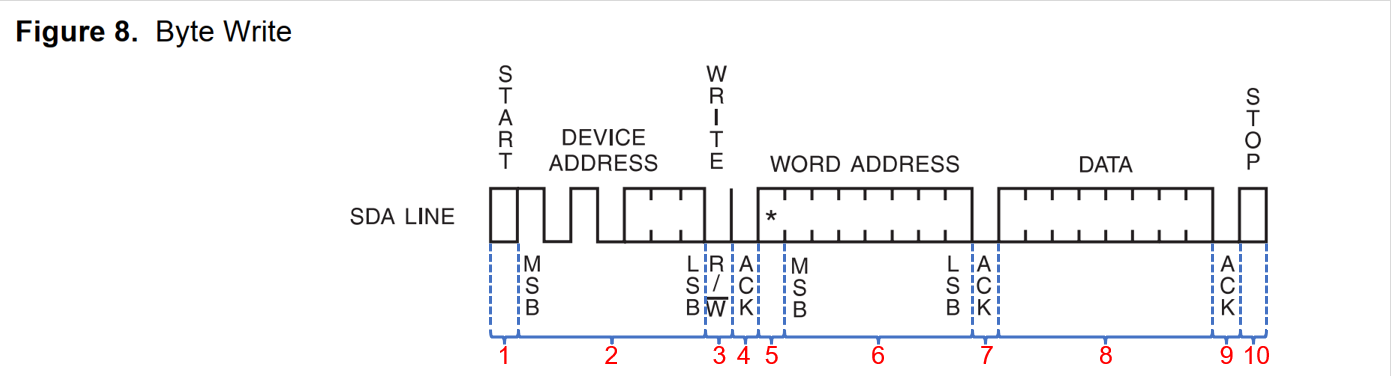 Figure 8. Byte Write
START
WRITE
STOP
DEVICE
ADDRESS
WORD ADDRESS
DATA
SDA LINE
*
MSB
LSB
R/W̅
ACK
MSB
LSB
ACK
ACK
1 2 3 4 5 6 7 8 9 10